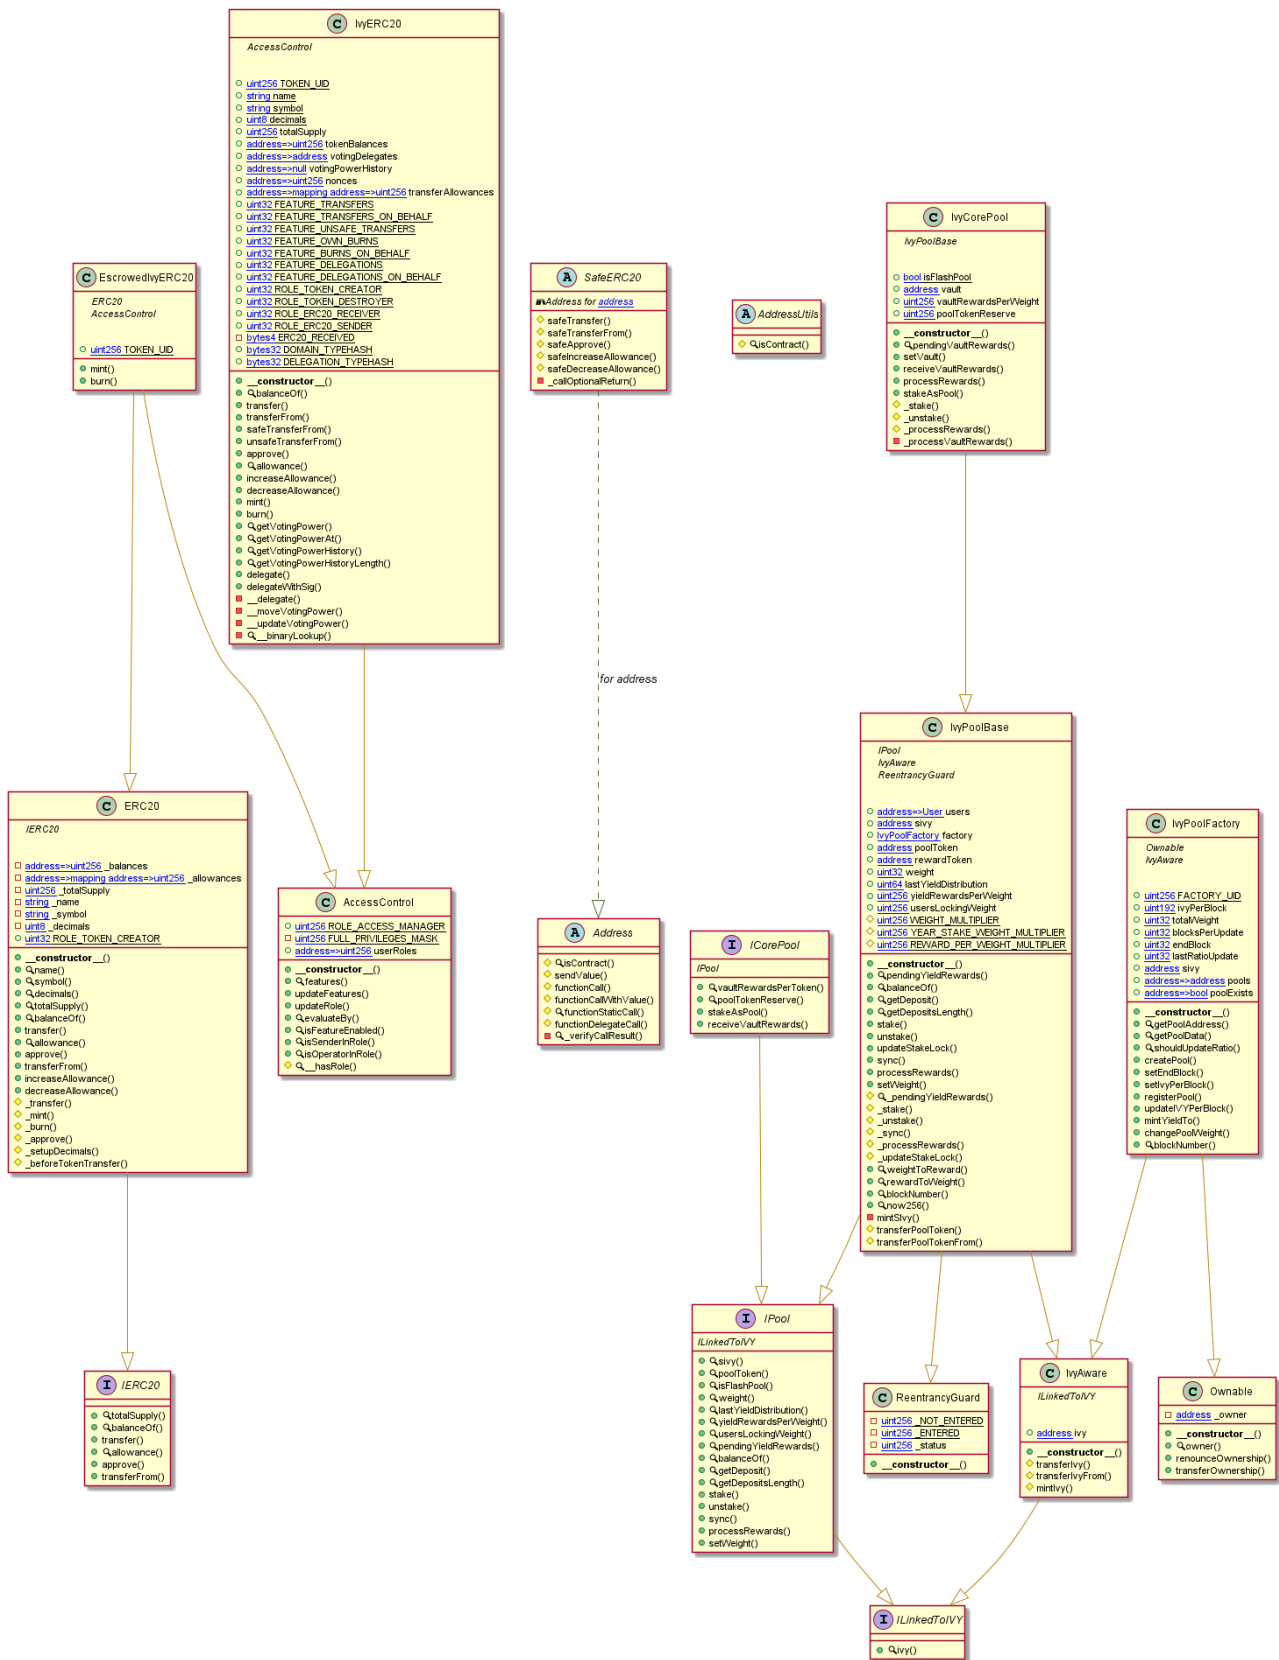 C IvyERC20
AccessControl
uint256 TOKEN_UID
string name
string symbol
uint8 decimals
uint256 totalSupply
address=>uint256 tokenBalances
address=>address votingDelegates
address=>null votingPowerHistory
address=>uint256 nonces
address=>mapping address=>uint256 transferAllowances
uint32 FEATURE_TRANSFERS
uint32 FEATURE_TRANSFERS_ON_BEHALF
uint32 FEATURE_UNSAFE_TRANSFERS
uint32 FEATURE_OWN_BURNS
uint32 FEATURE_BURNS_ON_BEHALF
uint32 FEATURE_DELEGATIONS
uint32 FEATURE_DELEGATIONS_ON_BEHALF
uint32 ROLE_TOKEN_CREATOR
uint32 ROLE_TOKEN_DESTROYER
uint32 ROLE_ERC20_RECEIVER
uint32 ROLE_ERC20_SENDER
bytes4 ERC20_RECEIVED
bytes32 DOMAIN_TYPEHASH
bytes32 DELEGATION_TYPEHASH
__constructor__()
balanceOf()
transfer()
transferFrom()
safeTransferFrom()
unsafeTransferFrom()
approve()
allowance()
increaseAllowance()
decreaseAllowance()
mint()
burn()
getVotingPower()
getVotingPowerAt()
getVotingPowerHistory()
getVotingPowerHistoryLength()
delegate()
delegateWithSig()
__delegate()
__moveVotingPower()
__updateVotingPower()
__binaryLookup()
C EscrowedIvyERC20
ERC20
AccessControl
uint256 TOKEN_UID
mint()
burn()
A SafeERC20
Address for address
safeTransfer()
safeTransferFrom()
safeApprove()
safeIncreaseAllowance()
safeDecreaseAllowance()
_callOptionalReturn()
A AddressUtils
isContract()
C IvyCorePool
IvyPoolBase
bool isFlashPool
address vault
uint256 vaultRewardsPerWeight
uint256 poolTokenReserve
__constructor__()
pendingVaultRewards()
setVault()
receiveVaultRewards()
processRewards()
stakeAsPool()
_stake()
_unstake()
_processRewards()
_processVaultRewards()
for address
C ERC20
IERC20
address=>uint256 _balances
address=>mapping address=>uint256 _allowances
uint256 _totalSupply
string _name
string _symbol
uint8 _decimals
uint32 ROLE_TOKEN_CREATOR
__constructor__()
name()
symbol()
decimals()
totalSupply()
balanceOf()
transfer()
allowance()
approve()
transferFrom()
increaseAllowance()
decreaseAllowance()
_transfer()
_mint()
_burn()
_approve()
_setupDecimals()
_beforeTokenTransfer()
C AccessControl
uint256 ROLE_ACCESS_MANAGER
uint256 FULL_PRIVILEGES_MASK
address=>uint256 userRoles
__constructor__()
features()
updateFeatures()
updateRole()
evaluateBy()
isFeatureEnabled()
isSenderInRole()
isOperatorInRole()
__hasRole()
A Address
isContract()
sendValue()
functionCall()
functionCallWithValue()
functionStaticCall()
functionDelegateCall()
_verifyCallResult()
I ICorePool
IPool
vaultRewardsPerToken()
poolTokenReserve()
stakeAsPool()
receiveVaultRewards()
C IvyPoolBase
IPool
IvyAware
ReentrancyGuard
address=>User users
address sivy
IvyPoolFactory factory
address poolToken
address rewardToken
uint32 weight
uint64 lastYieldDistribution
uint256 yieldRewardsPerWeight
uint256 usersLockingWeight
uint256 WEIGHT_MULTIPLIER
uint256 YEAR_STAKE_WEIGHT_MULTIPLIER
uint256 REWARD_PER_WEIGHT_MULTIPLIER
__constructor__()
pendingYieldRewards()
balanceOf()
getDeposit()
getDepositsLength()
stake()
unstake()
updateStakeLock()
sync()
processRewards()
setWeight()
_pendingYieldRewards()
_stake()
_unstake()
_sync()
_processRewards()
_updateStakeLock()
weightToReward()
rewardToWeight()
blockNumber()
now256()
mintSIvy()
transferPoolToken()
transferPoolTokenFrom()
C IvyPoolFactory
Ownable
IvyAware
uint256 FACTORY_UID
uint192 ivyPerBlock
uint32 totalWeight
uint32 blocksPerUpdate
uint32 endBlock
uint32 lastRatioUpdate
address sivy
address=>address pools
address=>bool poolExists
__constructor__()
getPoolAddress()
getPoolData()
shouldUpdateRatio()
createPool()
setEndBlock()
setIvyPerBlock()
registerPool()
updateIVYPerBlock()
mintYieldTo()
changePoolWeight()
blockNumber()
I IERC20
totalSupply()
balanceOf()
transfer()
allowance()
approve()
transferFrom()
I IPool
ILinkedToIVY
sivy()
poolToken()
isFlashPool()
weight()
lastYieldDistribution()
yieldRewardsPerWeight()
usersLockingWeight()
pendingYieldRewards()
balanceOf()
getDeposit()
getDepositsLength()
stake()
unstake()
sync()
processRewards()
setWeight()
C ReentrancyGuard
uint256 _NOT_ENTERED
uint256 _ENTERED
uint256 _status
__constructor__()
C IvyAware
ILinkedToIVY
address ivy
__constructor__()
transferIvy()
transferIvyFrom()
mintIvy()
C Ownable
address _owner
__constructor__()
owner()
renounceOwnership()
transferOwnership()
I ILinkedToIVY
ivy()